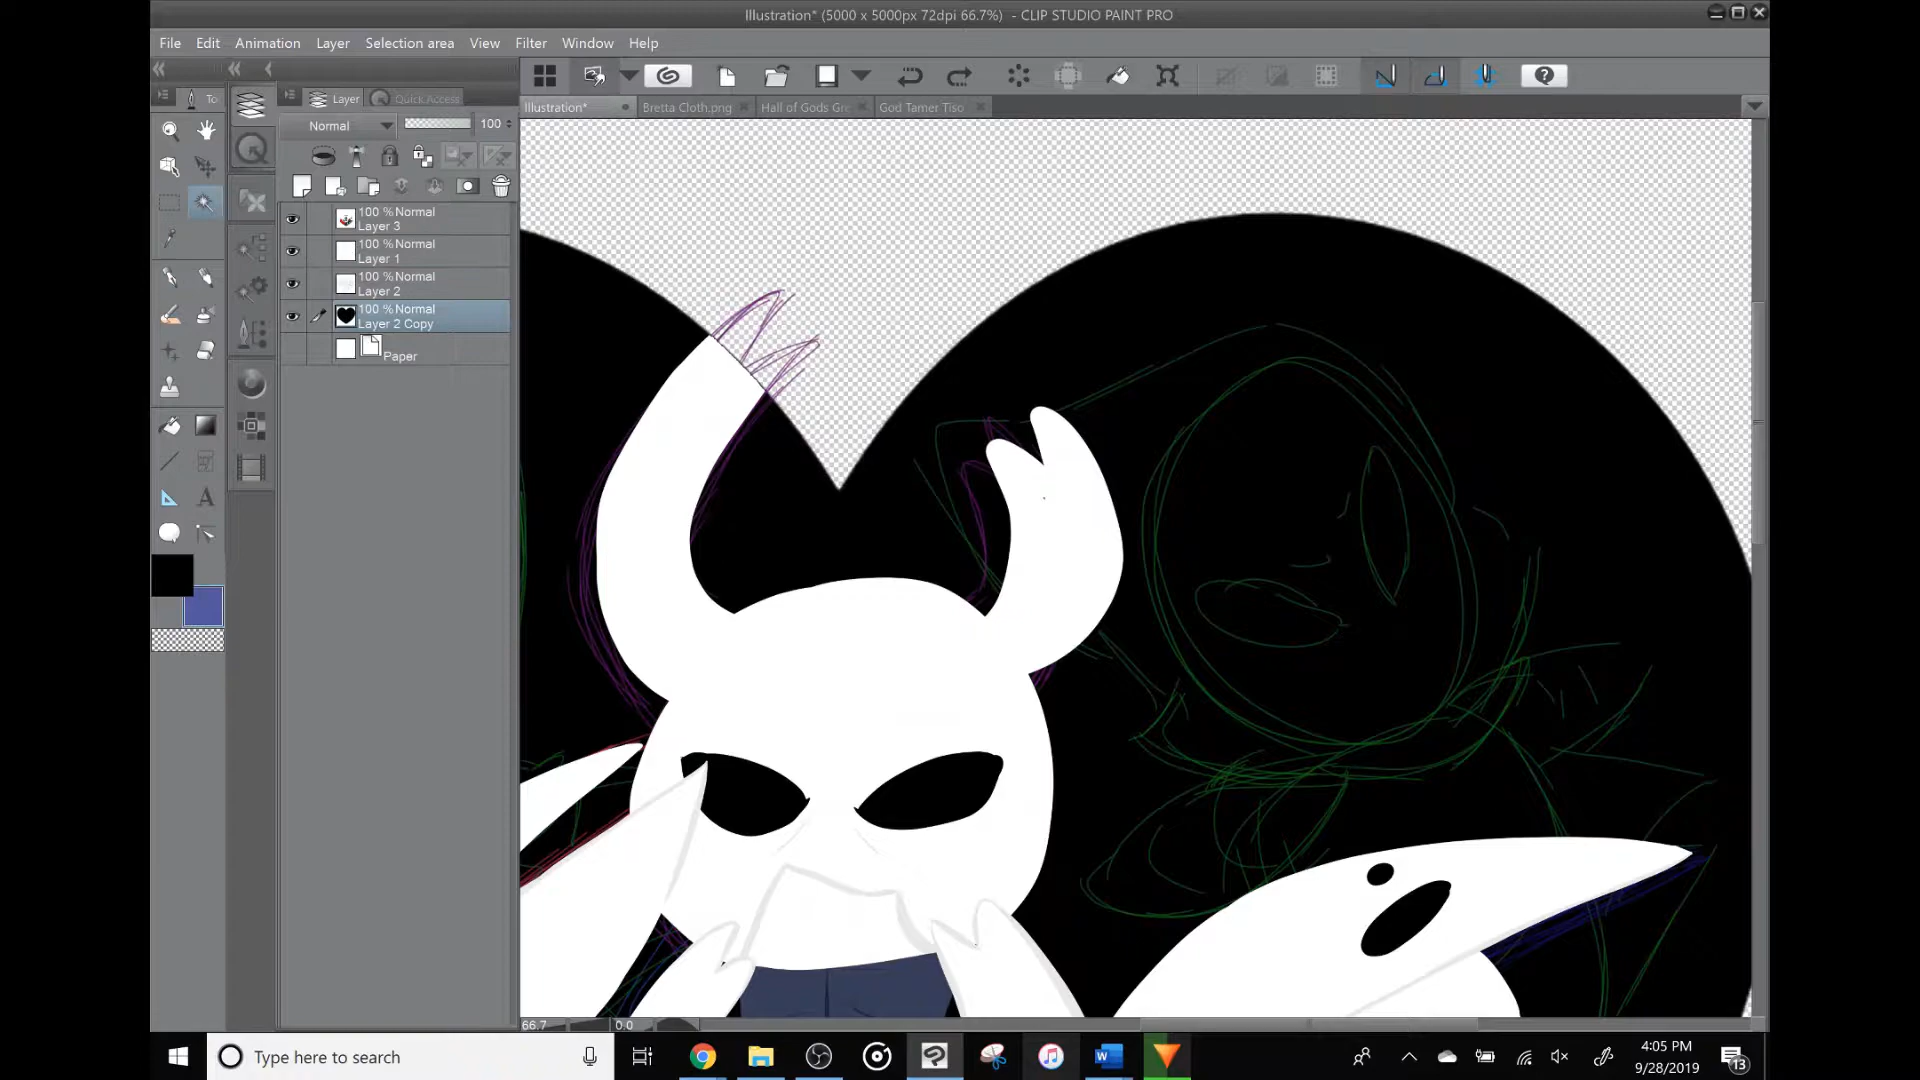 Illustration* (5000 x 5000px 72dpi 66.7%) - CLIP STUDIO PAINT PRO
File Edit Animation Layer Selection area View Filter Window Help
To Layer Quick Access
Illustration* Bretta Cloth.png Hall of Gods Gre God Tamer Tiso
Normal 100
100 % Normal
Layer 3
100 % Normal
Layer 1
100 % Normal
Layer 2
100 % Normal
Layer 2 Copy
Paper
66.7 0.0
Type here to search
4:05 PM
9/28/2019
13